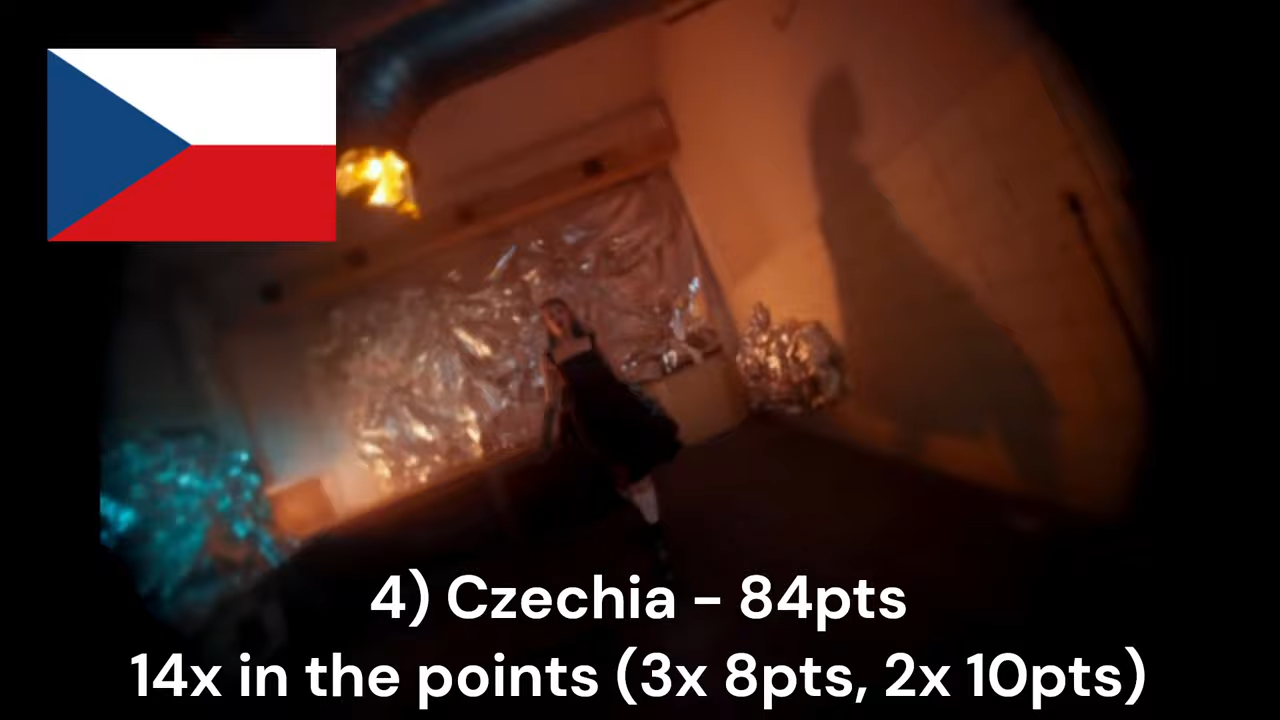 4) Czechia – 84pts
14x in the points (3x 8pts, 2x 10pts)